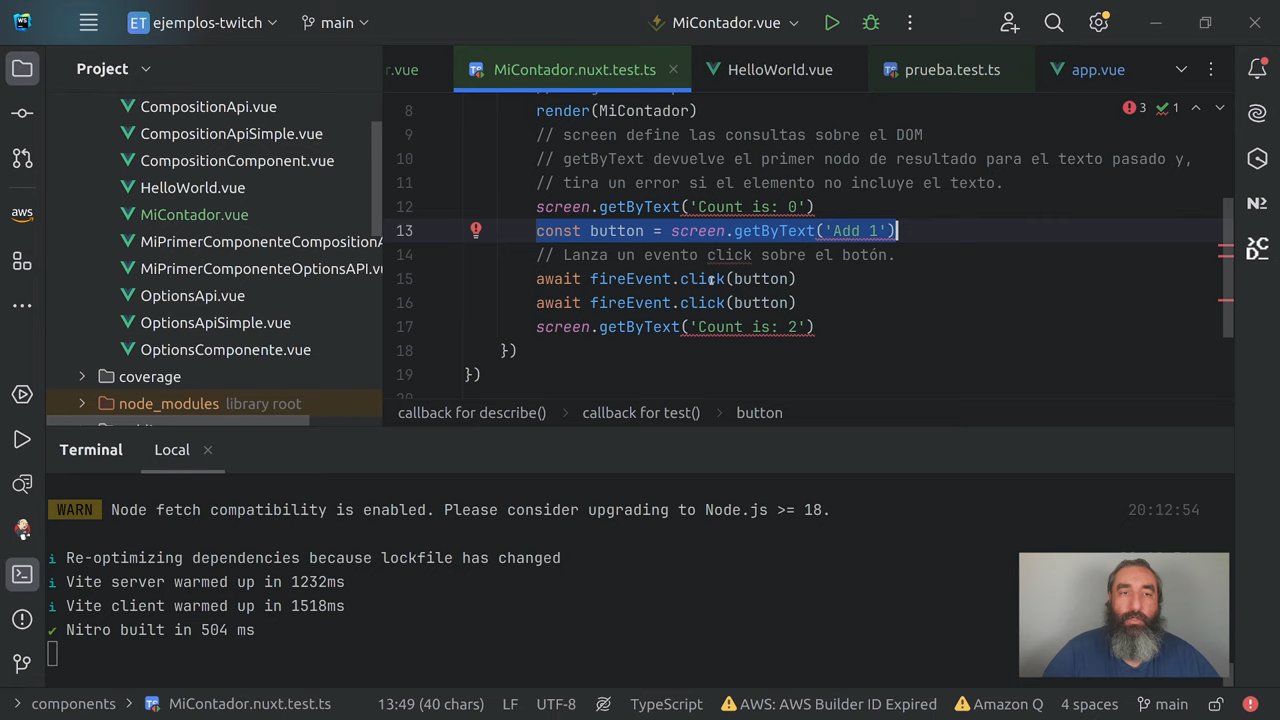 WS
ET ejemplos-twitch
main
MiContador.vue
Project
.vue
MiContador.nuxt.test.ts
HelloWorld.vue
prueba.test.ts
app.vue
CompositionApi.vue
CompositionApiSimple.vue
CompositionComponent.vue
HelloWorld.vue
MiContador.vue
MiPrimerComponenteCompositionA
MiPrimerComponenteOptionsAPI.vue
OptionsApi.vue
OptionsApiSimple.vue
OptionsComponente.vue
coverage
node_modules library root
aws
N2
3 1
8 render(MiContador)
9 // screen define las consultas sobre el DOM
10 // getByText devuelve el primer nodo de resultado para el texto pasado y,
11 // tira un error si el elemento no incluye el texto.
12 screen.getByText('Count is: 0')
13 const button = screen.getByText('Add 1')
14 // Lanza un evento click sobre el botón.
15 await fireEvent.click(button)
16 await fireEvent.click(button)
17 screen.getByText('Count is: 2')
18 })
19 })
callback for describe() callback for test() button
Terminal Local
WARN Node fetch compatibility is enabled. Please consider upgrading to Node.js >= 18. 20:12:54
i Re-optimizing dependencies because lockfile has changed
i Vite server warmed up in 1232ms
i Vite client warmed up in 1518ms
✔ Nitro built in 504 ms
components MiContador.nuxt.test.ts 13:49 (40 chars) LF UTF-8 TypeScript AWS: AWS Builder ID Expired Amazon Q 4 spaces main